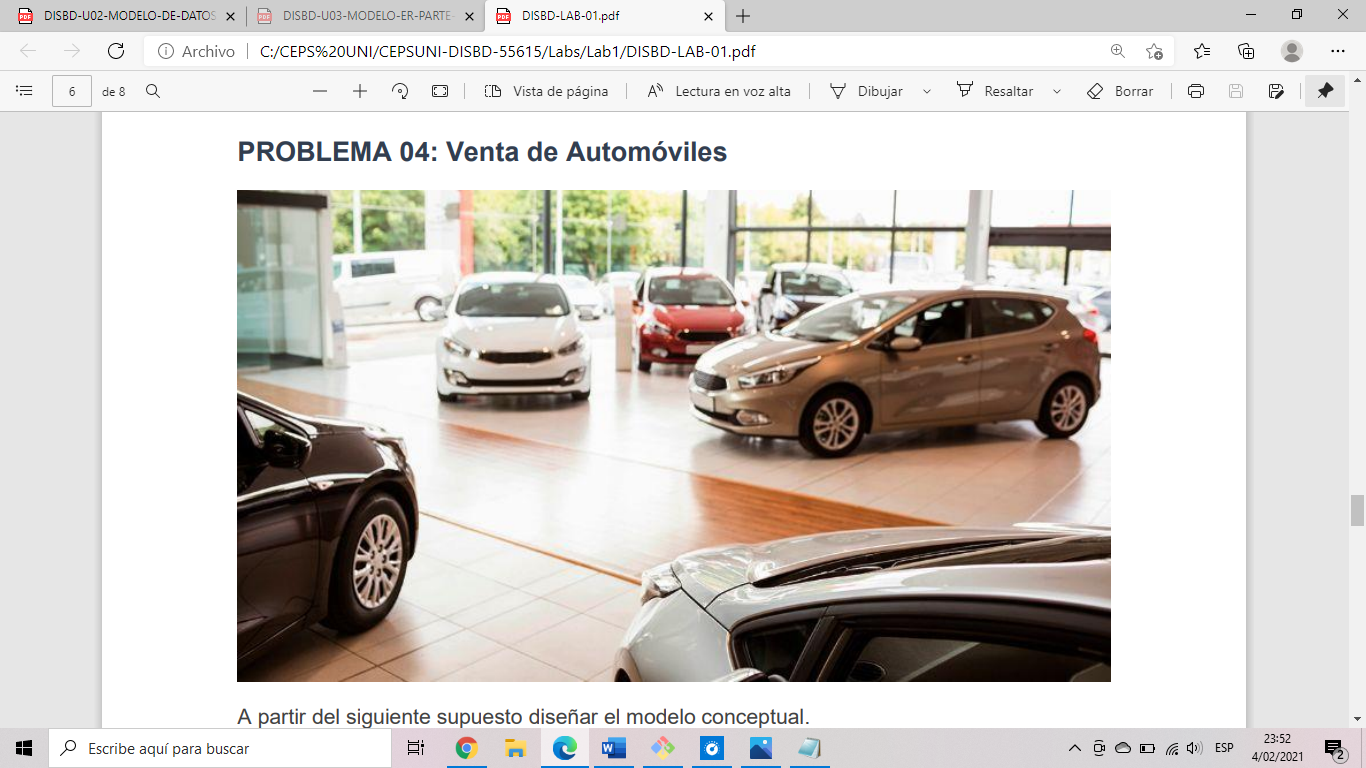 DISBD-U02-MODELO-DE-DATOS
DISBD-U03-MODELO-ER-PARTE-
DISBD-LAB-01.pdf
Archivo
C:/CEPS%20UNI/CEPSUNI-DISBD-55615/Labs/Lab1/DISBD-LAB-01.pdf
6 de 8
Vista de página
Lectura en voz alta
Dibujar
Resaltar
Borrar
PROBLEMA 04: Venta de Automóviles
A partir del siguiente supuesto diseñar el modelo conceptual.
Escribe aquí para buscar
ESP
23:52
4/02/2021
2